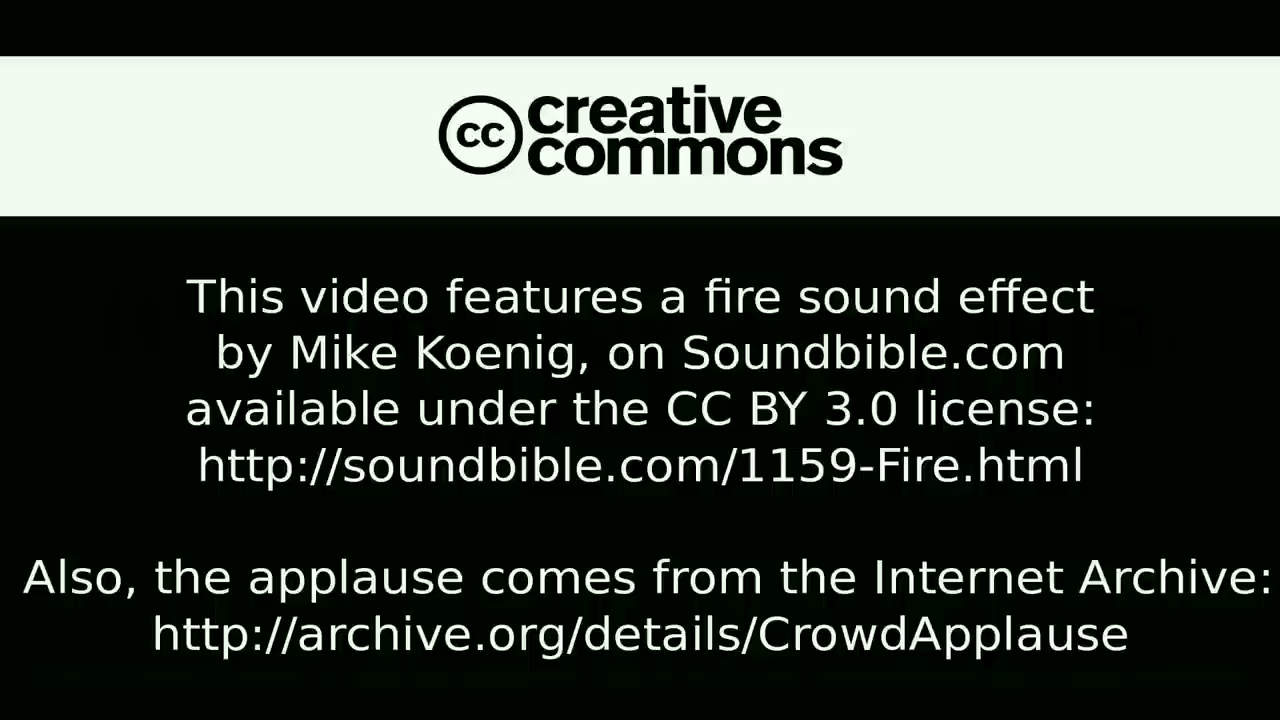 cc creative
commons
This video features a fire sound effect
by Mike Koenig, on Soundbible.com
available under the CC BY 3.0 license:
http://soundbible.com/1159-Fire.html
Also, the applause comes from the Internet Archive:
http://archive.org/details/CrowdApplause